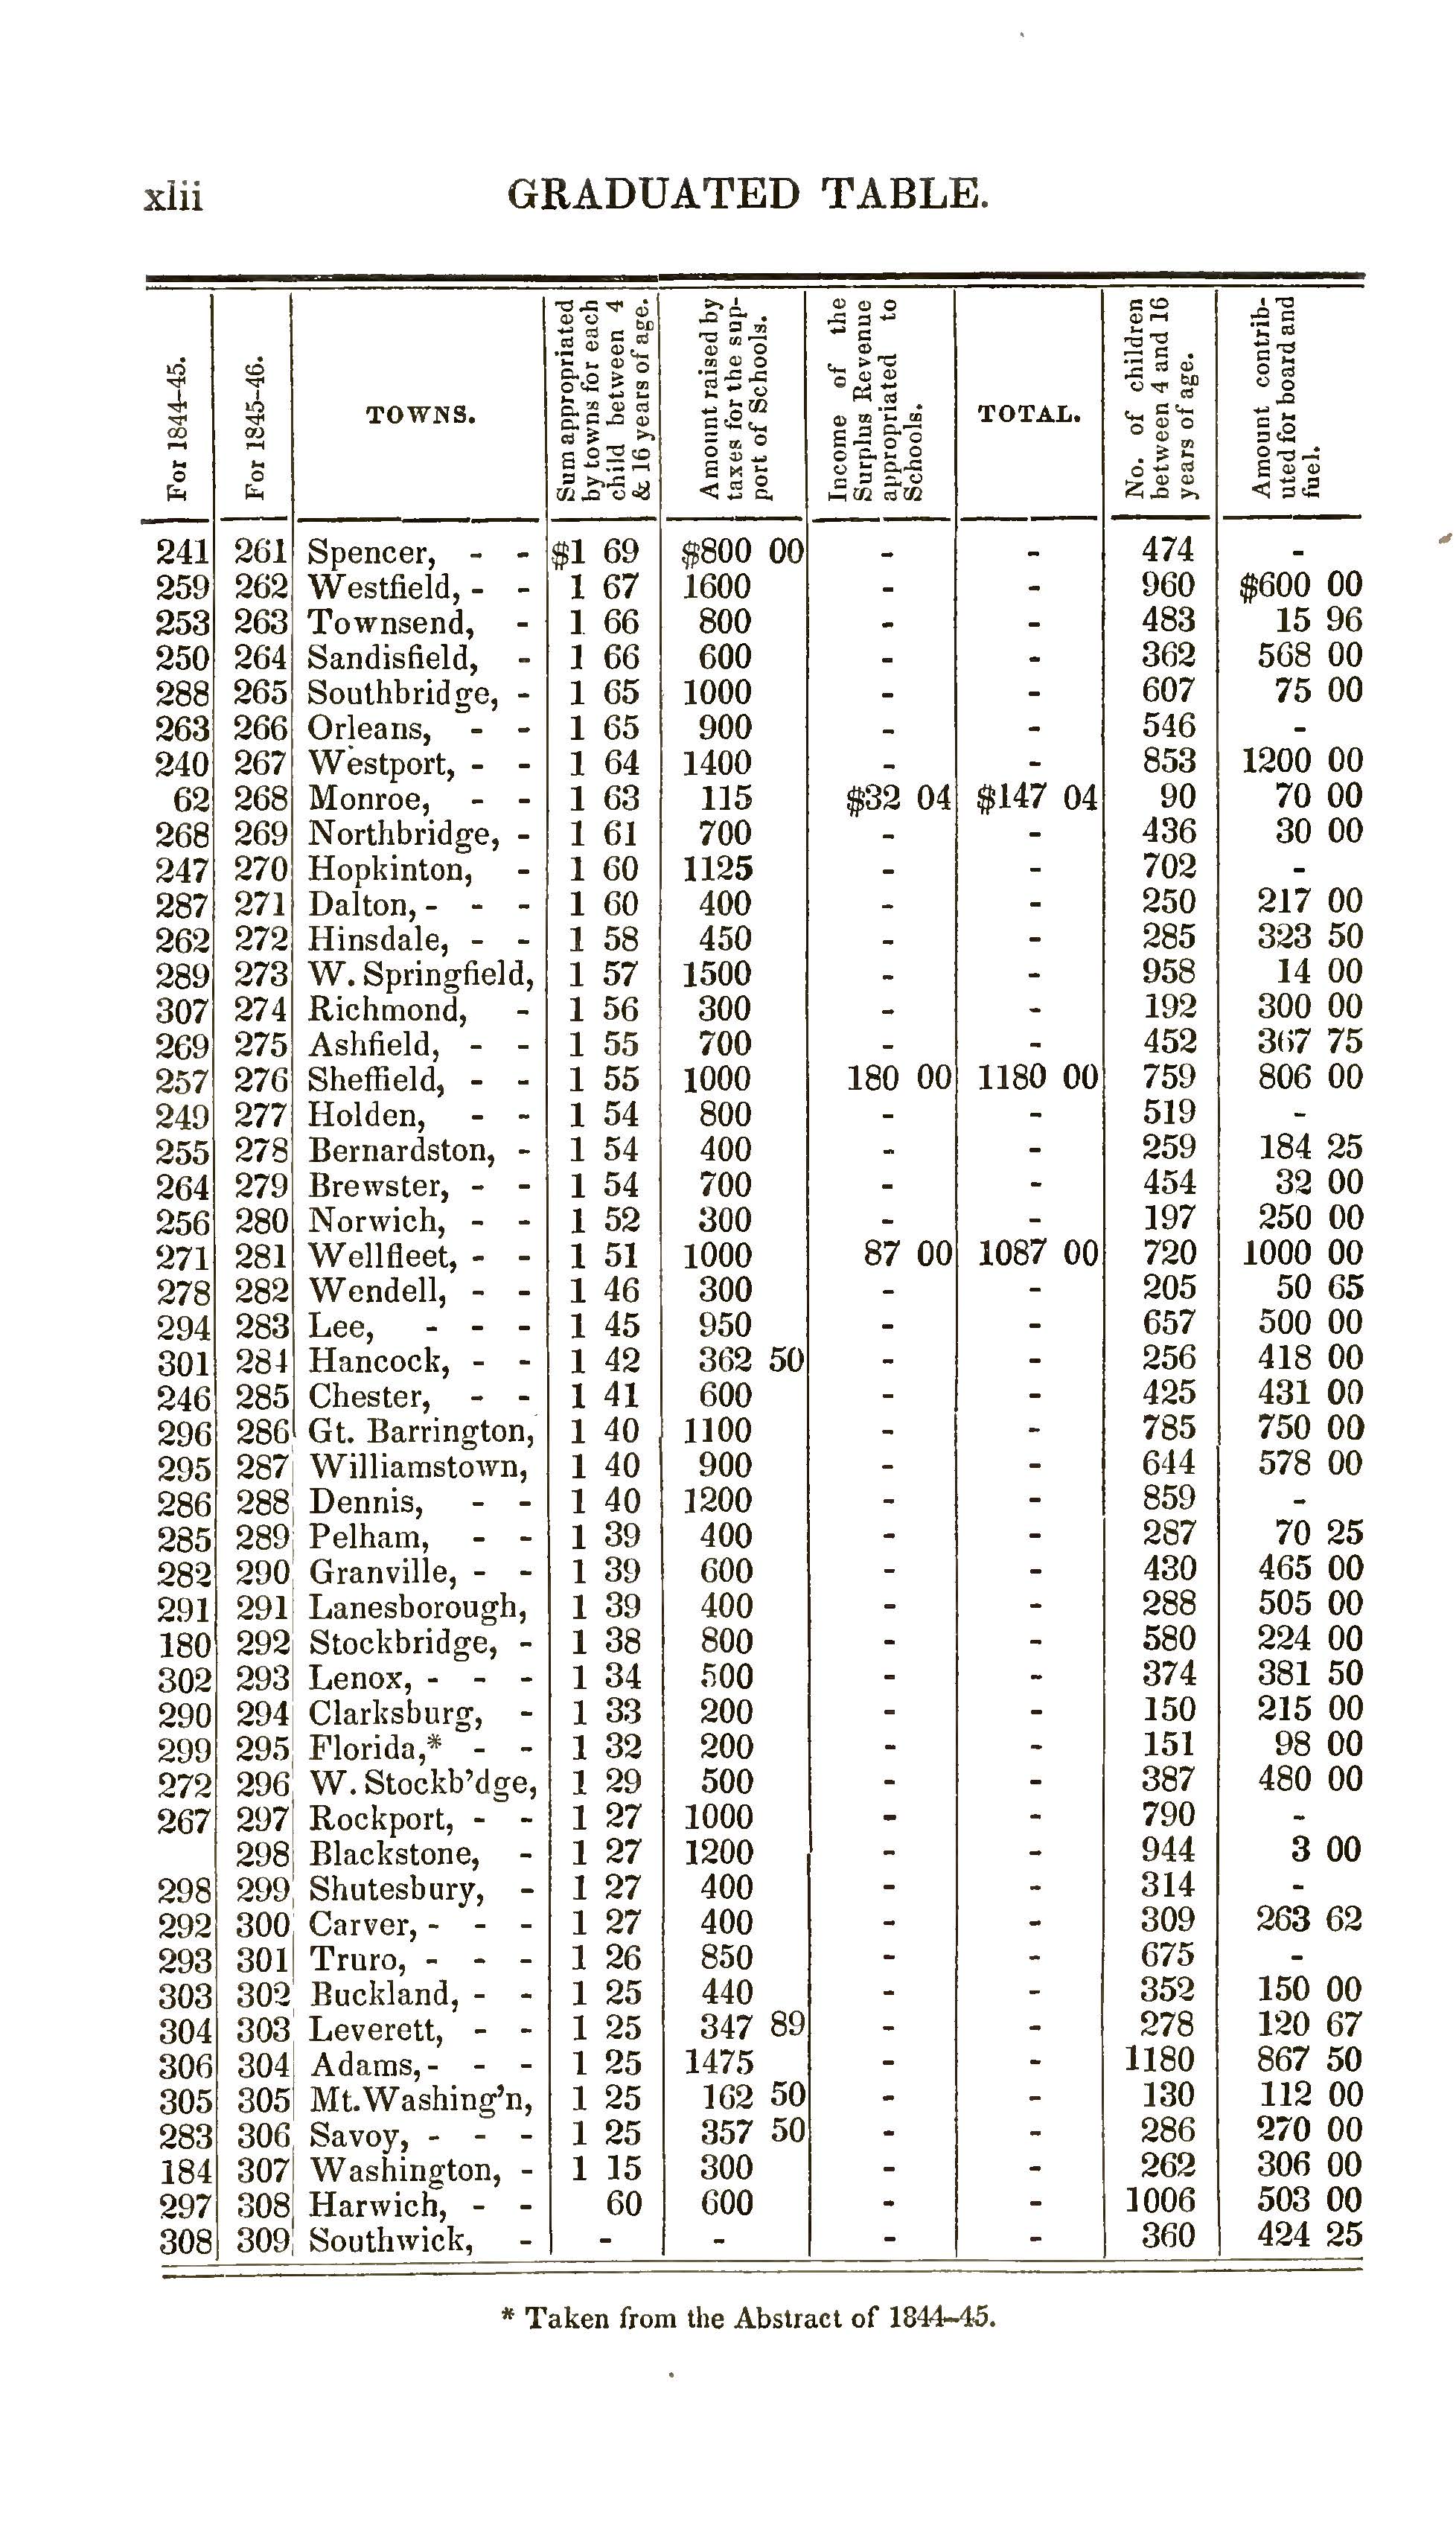 xlii GRADUATED TABLE.
For 1844–45. For 1845–46. TOWNS. Sum appropriated by towns for each child between 4 & 16 years of age. Amount raised by taxes for the support of Schools. Income of the Surplus Revenue appropriated to Schools. TOTAL. No. of children between 4 and 16 years of age. Amount contributed for board and fuel.
241 261 Spencer, - - $1 69 $800 00 - - 474 -
259 262 Westfield, - - 1 67 1600 - - 960 $600 00
253 263 Townsend, - 1 66 800 - - 483 15 96
250 264 Sandisfield, - 1 66 600 - - 362 568 00
288 265 Southbridge, - 1 65 1000 - - 607 75 00
263 266 Orleans, - - 1 65 900 - - 546 -
240 267 Westport, - - 1 64 1400 - - 853 1200 00
62 268 Monroe, - - 1 63 115 $32 04 $147 04 90 70 00
268 269 Northbridge, - 1 61 700 - - 436 30 00
247 270 Hopkinton, - 1 60 1125 - - 702 -
287 271 Dalton, - - - 1 60 400 - - 250 217 00
262 272 Hinsdale, - - 1 58 450 - - 285 323 50
289 273 W. Springfield, 1 57 1500 - - 958 14 00
307 274 Richmond, - 1 56 300 - - 192 300 00
269 275 Ashfield, - - 1 55 700 - - 452 367 75
257 276 Sheffield, - - 1 55 1000 180 00 1180 00 759 806 00
249 277 Holden, - - 1 54 800 - - 519 -
255 278 Bernardston, - 1 54 400 - - 259 184 25
264 279 Brewster, - - 1 54 700 - - 454 32 00
256 280 Norwich, - - 1 52 300 - - 197 250 00
271 281 Wellfleet, - - 1 51 1000 87 00 1087 00 720 1000 00
278 282 Wendell, - - 1 46 300 - - 205 50 65
294 283 Lee, - - - 1 45 950 - - 657 500 00
301 284 Hancock, - - 1 42 362 50 - - 256 418 00
246 285 Chester, - - 1 41 600 - - 425 431 00
296 286 Gt. Barrington, 1 40 1100 - - 785 750 00
295 287 Williamstown, 1 40 900 - - 644 578 00
286 288 Dennis, - - 1 40 1200 - - 859 -
285 289 Pelham, - - 1 39 400 - - 287 70 25
282 290 Granville, - - 1 39 600 - - 430 465 00
291 291 Lanesborough, 1 39 400 - - 288 505 00
180 292 Stockbridge, - 1 38 800 - - 580 224 00
302 293 Lenox, - - - 1 34 500 - - 374 381 50
290 294 Clarksburg, - 1 33 200 - - 150 215 00
299 295 Florida,* - - 1 32 200 - - 151 98 00
272 296 W. Stockb'dge, 1 29 500 - - 387 480 00
267 297 Rockport, - - 1 27 1000 - - 790 -
298 Blackstone, - 1 27 1200 - - 944 3 00
298 299 Shutesbury, - 1 27 400 - - 314 -
292 300 Carver, - - - 1 27 400 - - 309 263 62
293 301 Truro, - - - 1 26 850 - - 675 -
303 302 Buckland, - - 1 25 440 - - 352 150 00
304 303 Leverett, - - 1 25 347 89 - - 278 120 67
306 304 Adams, - - - 1 25 1475 - - 1180 867 50
305 305 Mt. Washing'n, 1 25 162 50 - - 130 112 00
283 306 Savoy, - - - 1 25 357 50 - - 286 270 00
184 307 Washington, - 1 15 300 - - 262 306 00
297 308 Harwich, - - 60 600 - - 1006 503 00
308 309 Southwick, - - - - - 360 424 25
* Taken from the Abstract of 1844–45.